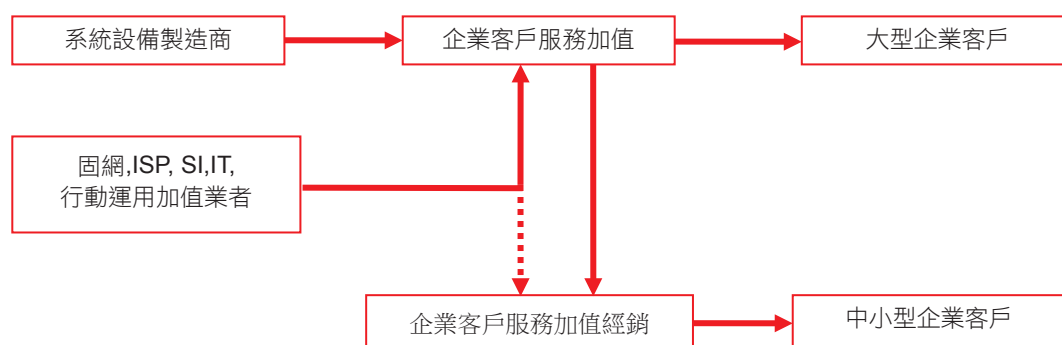 系統設備製造商
企業客戶服務加值
大型企業客戶
固網,ISP, SI,IT,
行動運用加值業者
企業客戶服務加值經銷
中小型企業客戶